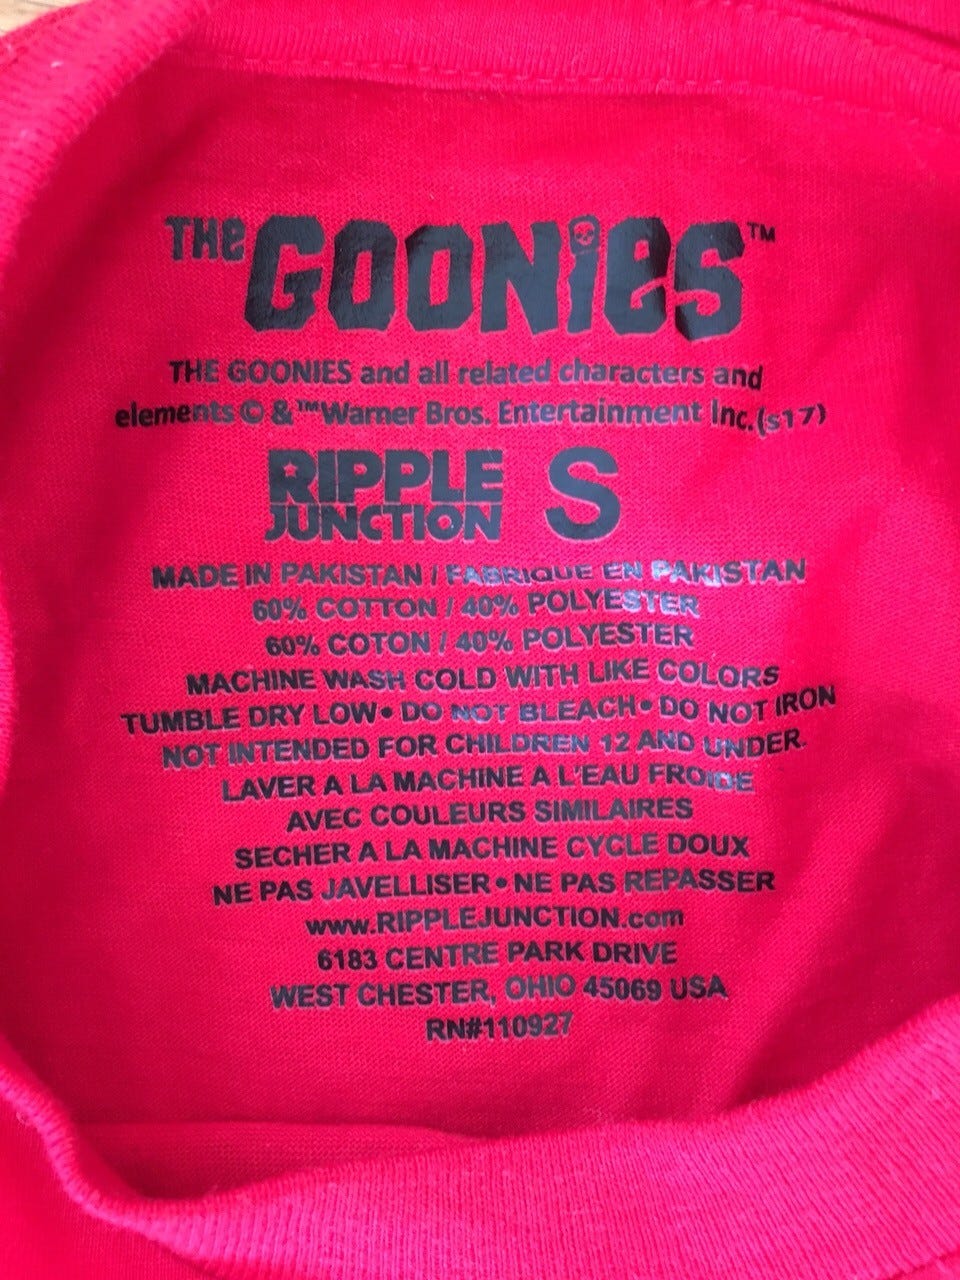 THE GOONIES™
THE GOONIES and all related characters and
elements © & ™ Warner Bros. Entertainment Inc. (s17)
RIPPLE JUNCTION S
MADE IN PAKISTAN / FABRIQUE EN PAKISTAN
60% COTTON / 40% POLYESTER
60% COTON / 40% POLYESTER
MACHINE WASH COLD WITH LIKE COLORS
TUMBLE DRY LOW • DO NOT BLEACH • DO NOT IRON
NOT INTENDED FOR CHILDREN 12 AND UNDER.
LAVER A LA MACHINE A L'EAU FROIDE
AVEC COULEURS SIMILAIRES
SECHER A LA MACHINE CYCLE DOUX
NE PAS JAVELLISER • NE PAS REPASSER
www.RIPPLEJUNCTION.com
6183 CENTRE PARK DRIVE
WEST CHESTER, OHIO 45069 USA
RN#110927